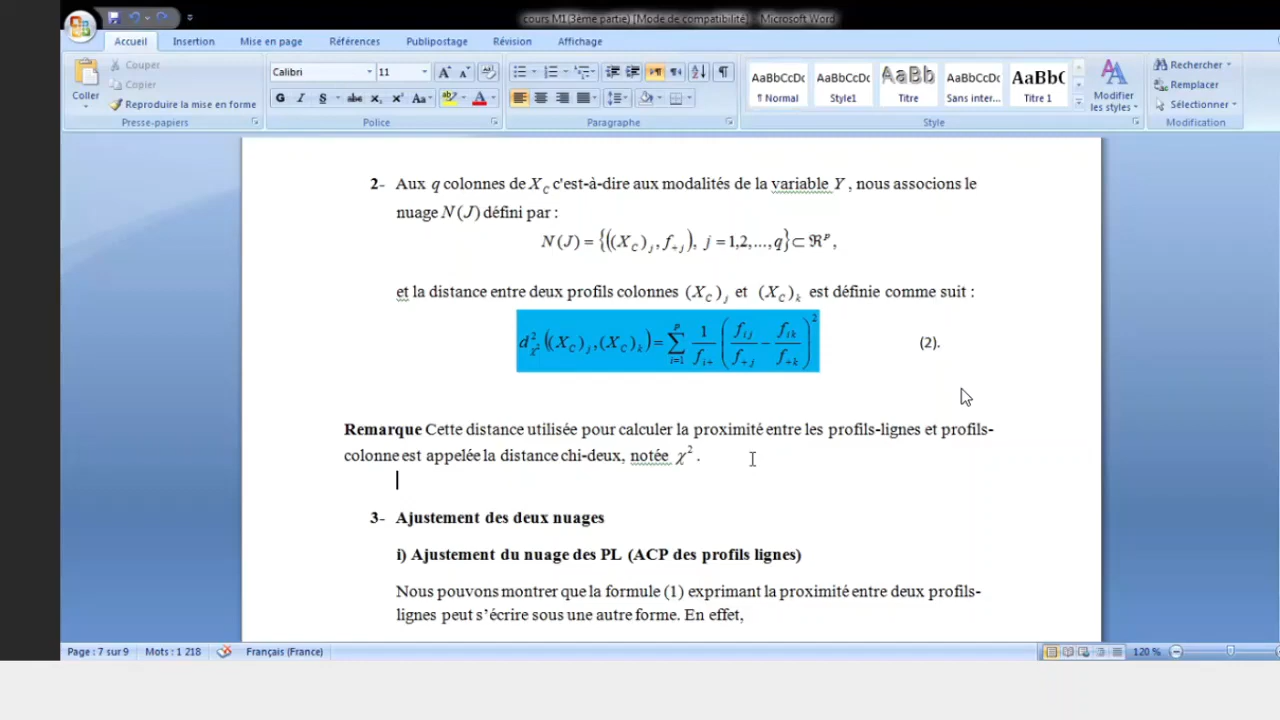 cours M1(3ème partie) [Mode de compatibilité] - Microsoft Word
Accueil Insertion Mise en page Références Publipostage Révision Affichage
Coller
Couper
Copier
Reproduire la mise en forme
Presse-papiers
Calibri 11
G I S abc X₂ X² Aa
Police
Paragraphe
AaBbCcDc AaBbCcDc AaBb AaBbCcDc AaBbC
¶ Normal Style1 Titre Sans inter... Titre 1
Modifier les styles
Style
Rechercher
Remplacer
Sélectionner
Modification
2- Aux q colonnes de X_C c'est-à-dire aux modalités de la variable Y , nous associons le
nuage N(J) défini par :
N(J) = {((X_C)_j, f_{+j}), j = 1,2,...,q} ⊂ ℜ^p,
et la distance entre deux profils colonnes (X_C)_j et (X_C)_k est définie comme suit :
d²_{χ²}((X_C)_j,(X_C)_k) = ∑_{i=1}^{p} 1/f_{i+} (f_{ij}/f_{+j} − f_{ik}/f_{+k})² (2).
Remarque Cette distance utilisée pour calculer la proximité entre les profils-lignes et profils-
colonne est appelée la distance chi-deux, notée χ² .
3- Ajustement des deux nuages
i) Ajustement du nuage des PL (ACP des profils lignes)
Nous pouvons montrer que la formule (1) exprimant la proximité entre deux profils-
lignes peut s’écrire sous une autre forme. En effet,
Page : 7 sur 9 Mots : 1 218 Français (France) 120 %